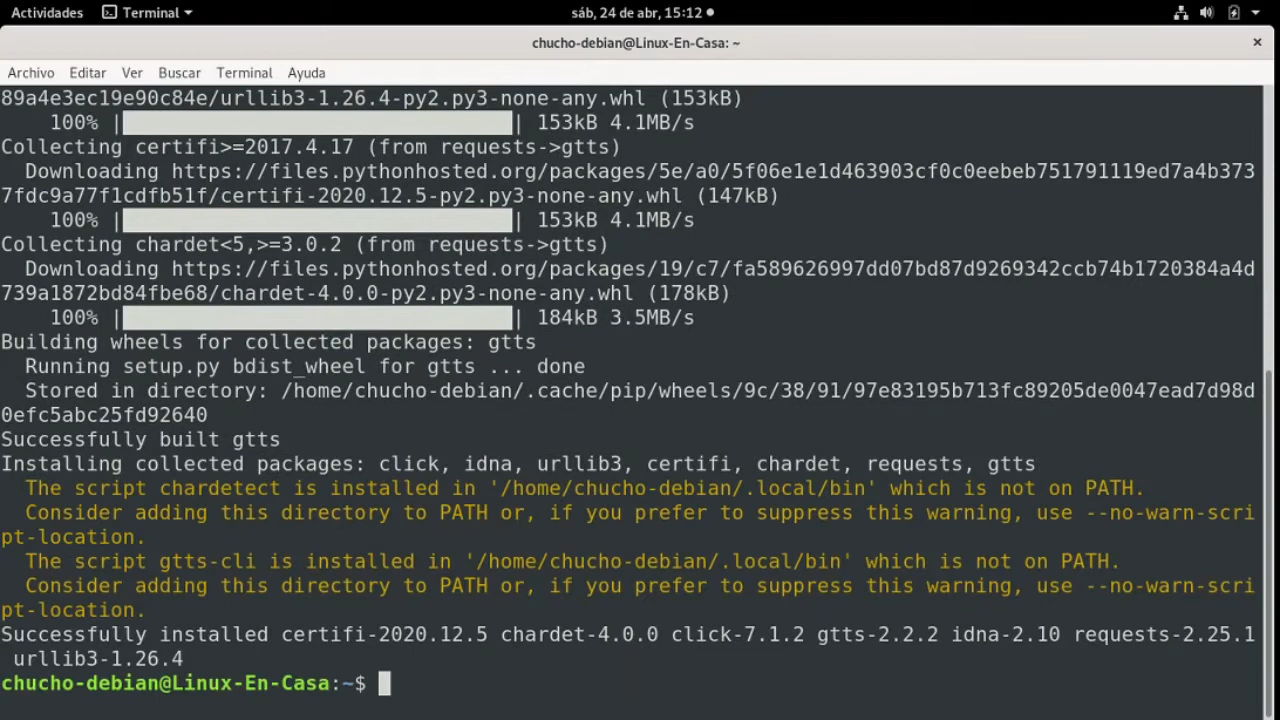 Actividades Terminal sáb, 24 de abr, 15:12
chucho-debian@Linux-En-Casa: ~ ×
Archivo Editar Ver Buscar Terminal Ayuda
89a4e3ec19e90c84e/urllib3-1.26.4-py2.py3-none-any.whl (153kB)
100% | | 153kB 4.1MB/s
Collecting certifi>=2017.4.17 (from requests->gtts)
Downloading https://files.pythonhosted.org/packages/5e/a0/5f06e1e1d463903cf0c0eebeb751791119ed7a4b373
7fdc9a77f1cdfb51f/certifi-2020.12.5-py2.py3-none-any.whl (147kB)
100% | | 153kB 4.1MB/s
Collecting chardet<5,>=3.0.2 (from requests->gtts)
Downloading https://files.pythonhosted.org/packages/19/c7/fa589626997dd07bd87d9269342ccb74b1720384a4d
739a1872bd84fbe68/chardet-4.0.0-py2.py3-none-any.whl (178kB)
100% | | 184kB 3.5MB/s
Building wheels for collected packages: gtts
Running setup.py bdist_wheel for gtts ... done
Stored in directory: /home/chucho-debian/.cache/pip/wheels/9c/38/91/97e83195b713fc89205de0047ead7d98d
0efc5abc25fd92640
Successfully built gtts
Installing collected packages: click, idna, urllib3, certifi, chardet, requests, gtts
The script chardetect is installed in '/home/chucho-debian/.local/bin' which is not on PATH.
Consider adding this directory to PATH or, if you prefer to suppress this warning, use --no-warn-scri
pt-location.
The script gtts-cli is installed in '/home/chucho-debian/.local/bin' which is not on PATH.
Consider adding this directory to PATH or, if you prefer to suppress this warning, use --no-warn-scri
pt-location.
Successfully installed certifi-2020.12.5 chardet-4.0.0 click-7.1.2 gtts-2.2.2 idna-2.10 requests-2.25.1
urllib3-1.26.4
chucho-debian@Linux-En-Casa:~$